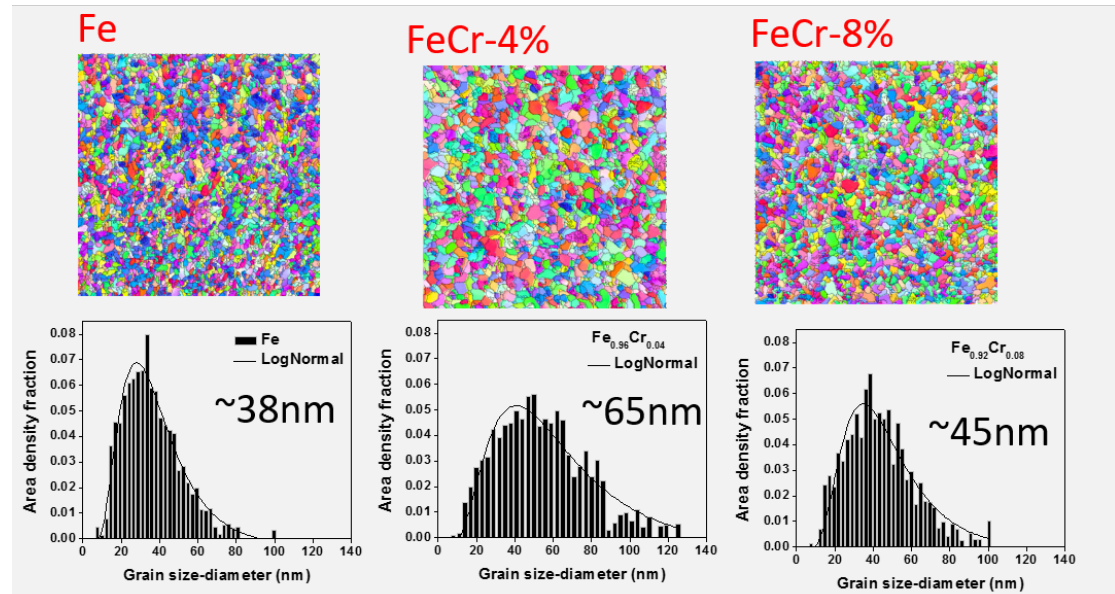 Fe
FeCr-4%
FeCr-8%
0.08
0.07
0.06
0.05
0.04
0.03
0.02
0.01
0.00
0 20 40 60 80 100 120 140
Area density fraction
Grain size-diameter (nm)
Fe
LogNormal
~38nm
0.08
0.07
0.06
0.05
0.04
0.03
0.02
0.01
0.00
0 20 40 60 80 100 120 140
Area density fraction
Grain size-diameter (nm)
Fe0.96Cr0.04
LogNormal
~65nm
0.08
0.07
0.06
0.05
0.04
0.03
0.02
0.01
0.00
0 20 40 60 80 100 120 140
Area density fraction
Grain size-diameter (nm)
Fe0.92Cr0.08
LogNormal
~45nm